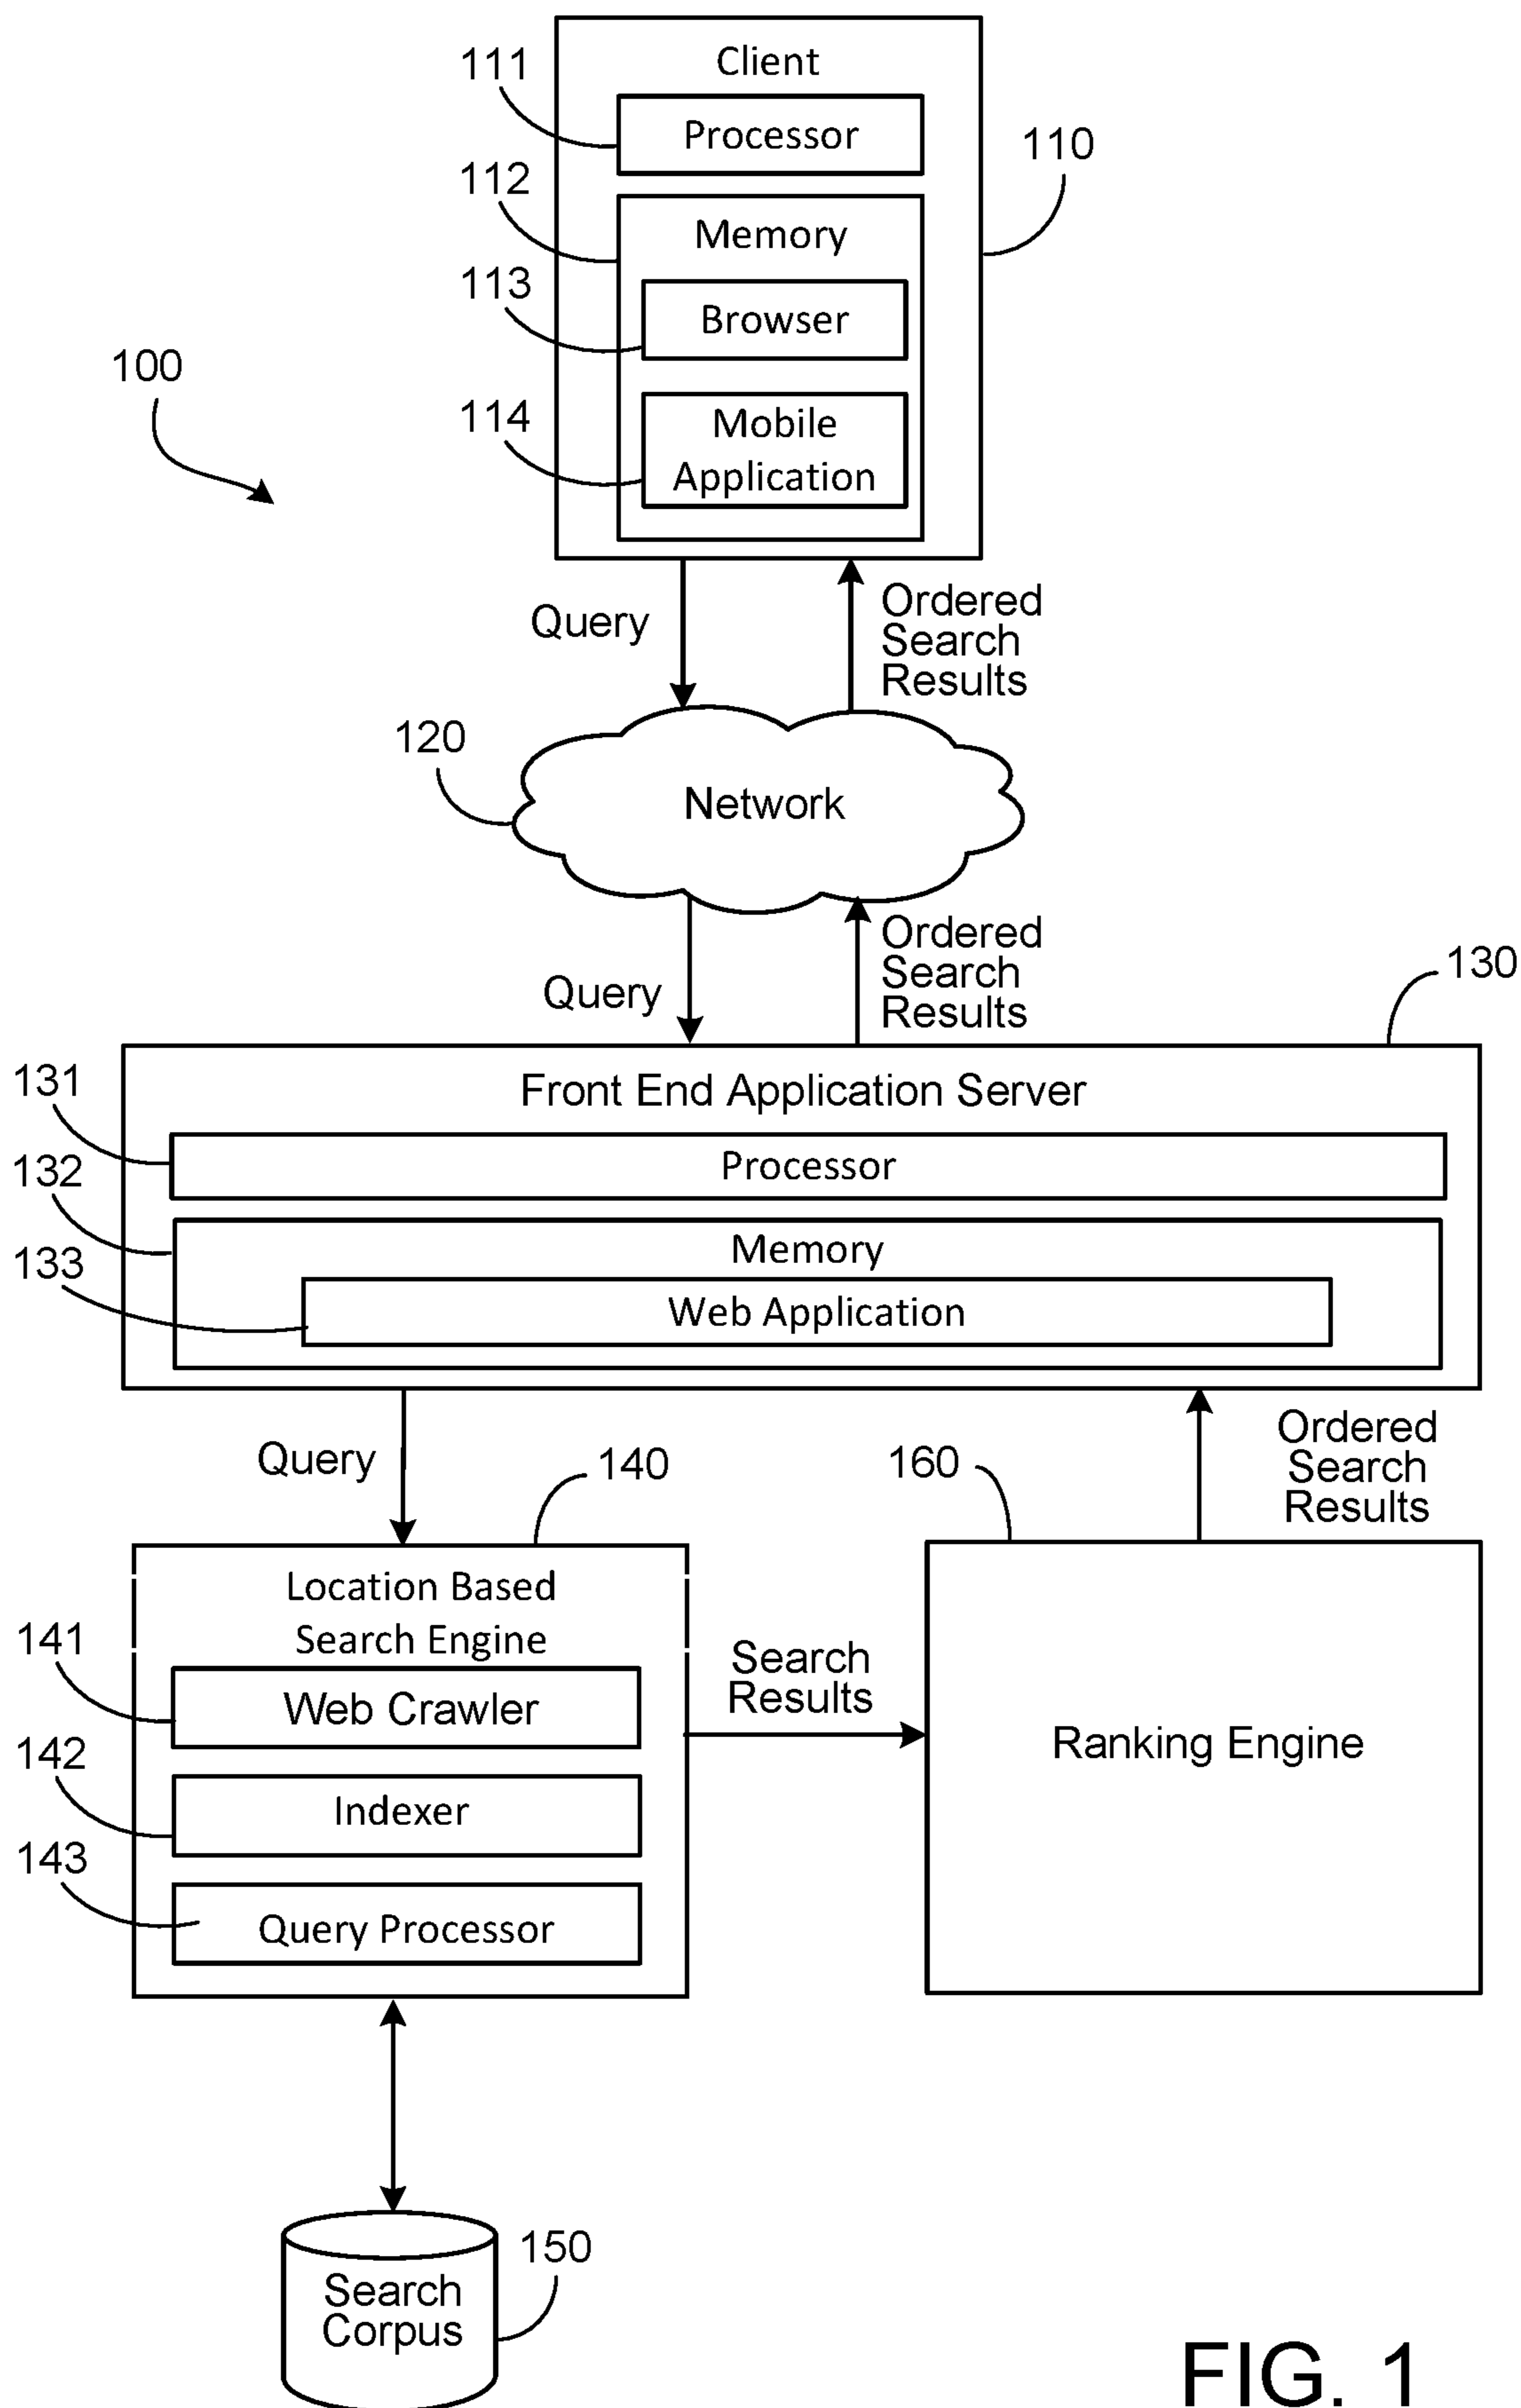 Client
111
Processor
110
112
Memory
113
Browser
100
114
Mobile
Application
Query
Ordered
Search
Results
120
Network
Query
Ordered
Search
Results
130
131
Front End Application Server
Processor
132
Memory
133
Web Application
Query
140
160
Ordered
Search
Results
Location Based
Search Engine
141
Web Crawler
Search
Results
Ranking Engine
142
Indexer
143
Query Processor
150
Search
Corpus
FIG. 1